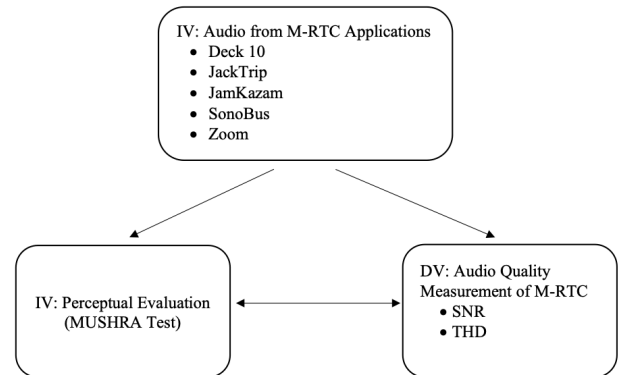 IV: Audio from M-RTC Applications
• Deck 10
• JackTrip
• JamKazam
• SonoBus
• Zoom
IV: Perceptual Evaluation
(MUSHRA Test)
DV: Audio Quality
Measurement of M-RTC
• SNR
• THD